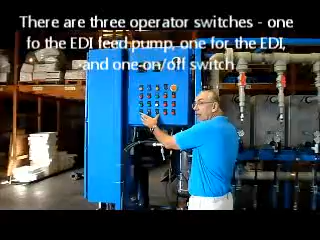 There are three operator switches - one
fo the EDI feed pump, one for the EDI,
and one on/off switch